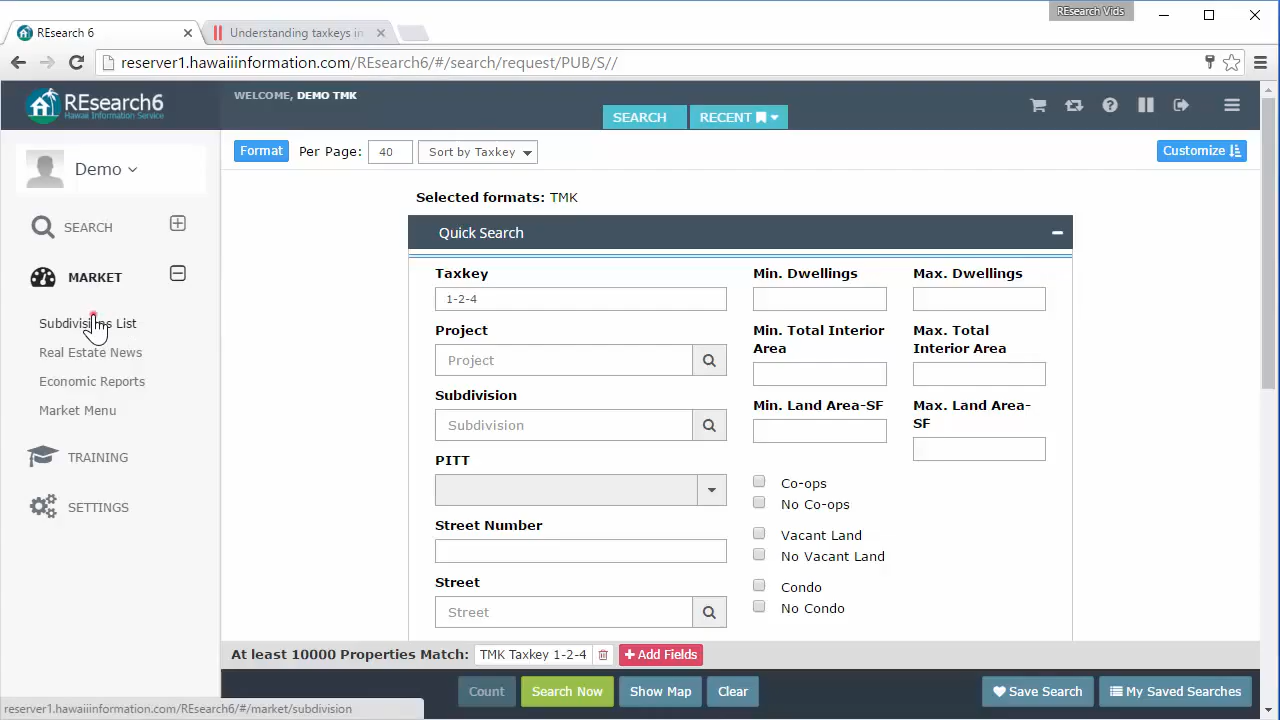 REsearch Vids
REsearch 6
Understanding taxkeys in
reserver1.hawaiiinformation.com/REsearch6/#/search/request/PUB/S//
REsearch6
Hawaii Information Service
WELCOME, DEMO TMK
SEARCH
RECENT
Demo
SEARCH
MARKET
Subdivisions List
Real Estate News
Economic Reports
Market Menu
TRAINING
SETTINGS
Format
Per Page:
40
Sort by Taxkey
Customize
Selected formats: TMK
Quick Search
Taxkey
1-2-4
Project
Project
Subdivision
Subdivision
PITT
Street Number
Street
Street
Min. Dwellings
Max. Dwellings
Min. Total Interior
Area
Max. Total
Interior Area
Min. Land Area-SF
Max. Land Area-
SF
Co-ops
No Co-ops
Vacant Land
No Vacant Land
Condo
No Condo
At least 10000 Properties Match:
TMK Taxkey 1-2-4
+ Add Fields
Count
Search Now
Show Map
Clear
Save Search
My Saved Searches
reserver1.hawaiiinformation.com/REsearch6/#/market/subdivision